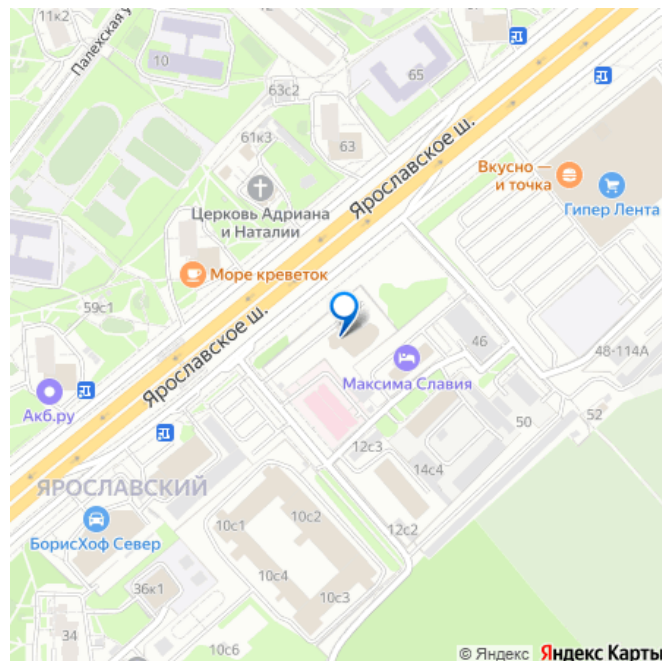 11к2
Палехская у
10
63с2
65
61к3
63
Ярославское ш.
Вкусно —
и точка
Гипер Лента
Церковь Адриана
и Наталии
Море креветок
59с1
Ярославское ш.
46
48-114А
Максима Славия
Акб.ру
52
50
12с3
14с4
ЯРОСЛАВСКИЙ
10с1
10с2
12с2
БорисХоф Север
10с4
10с3
36к1
34
10с6
© Яндекс Яндекс Карты